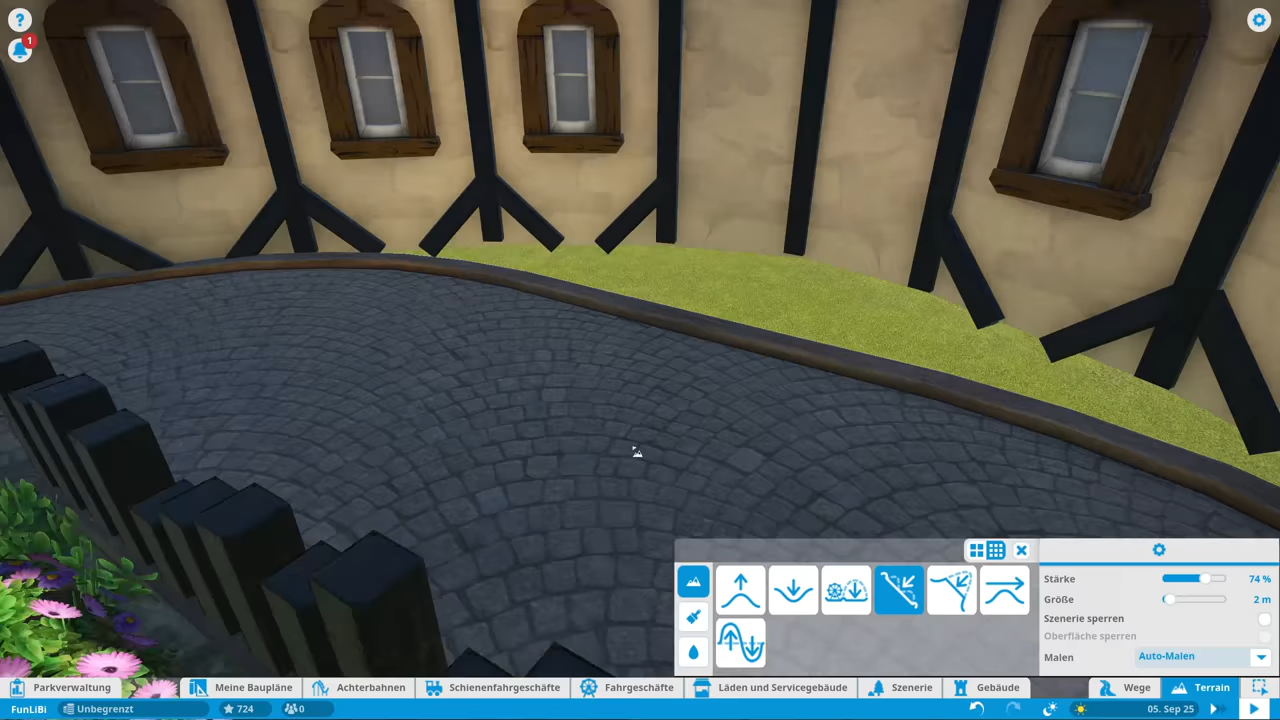 ?
1
Stärke
74 %
Größe
2 m
Szenerie sperren
Oberfläche sperren
Malen
Auto-Malen
Parkverwaltung
Meine Baupläne
Achterbahnen
Schienenfahrgeschäfte
Fahrgeschäfte
Läden und Servicegebäude
Szenerie
Gebäude
Wege
Terrain
FunLiBi
Unbegrenzt
724
0
05. Sep 25